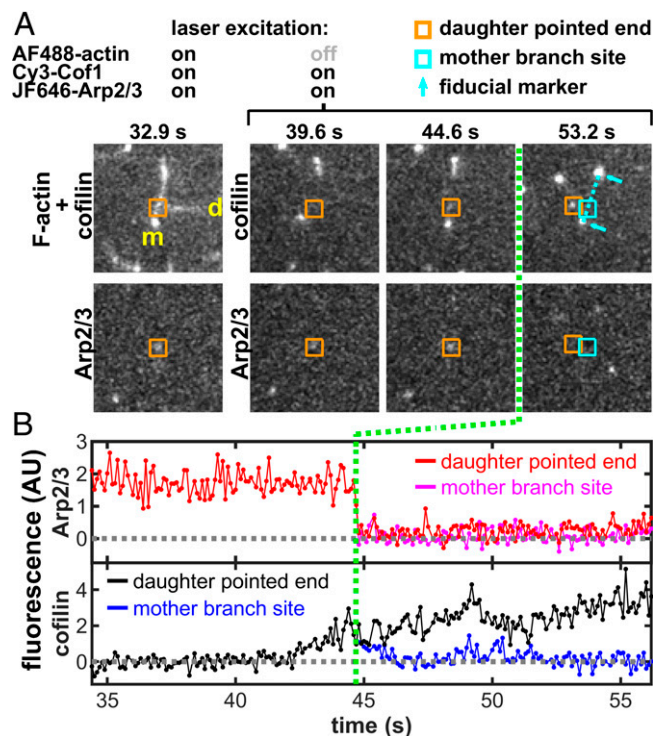 A
laser excitation:
AF488-actin on off
Cy3-Cof1 on on
JF646-Arp2/3 on on
daughter pointed end
mother branch site
fiducial marker
32.9 s 39.6 s 44.6 s 53.2 s
F-actin + cofilin
m
d
cofilin
Arp2/3
Arp2/3
B
fluorescence (AU)
Arp2/3
3
2
1
0
daughter pointed end
mother branch site
cofilin
4
2
0
daughter pointed end
mother branch site
35 40 45 50 55
time (s)